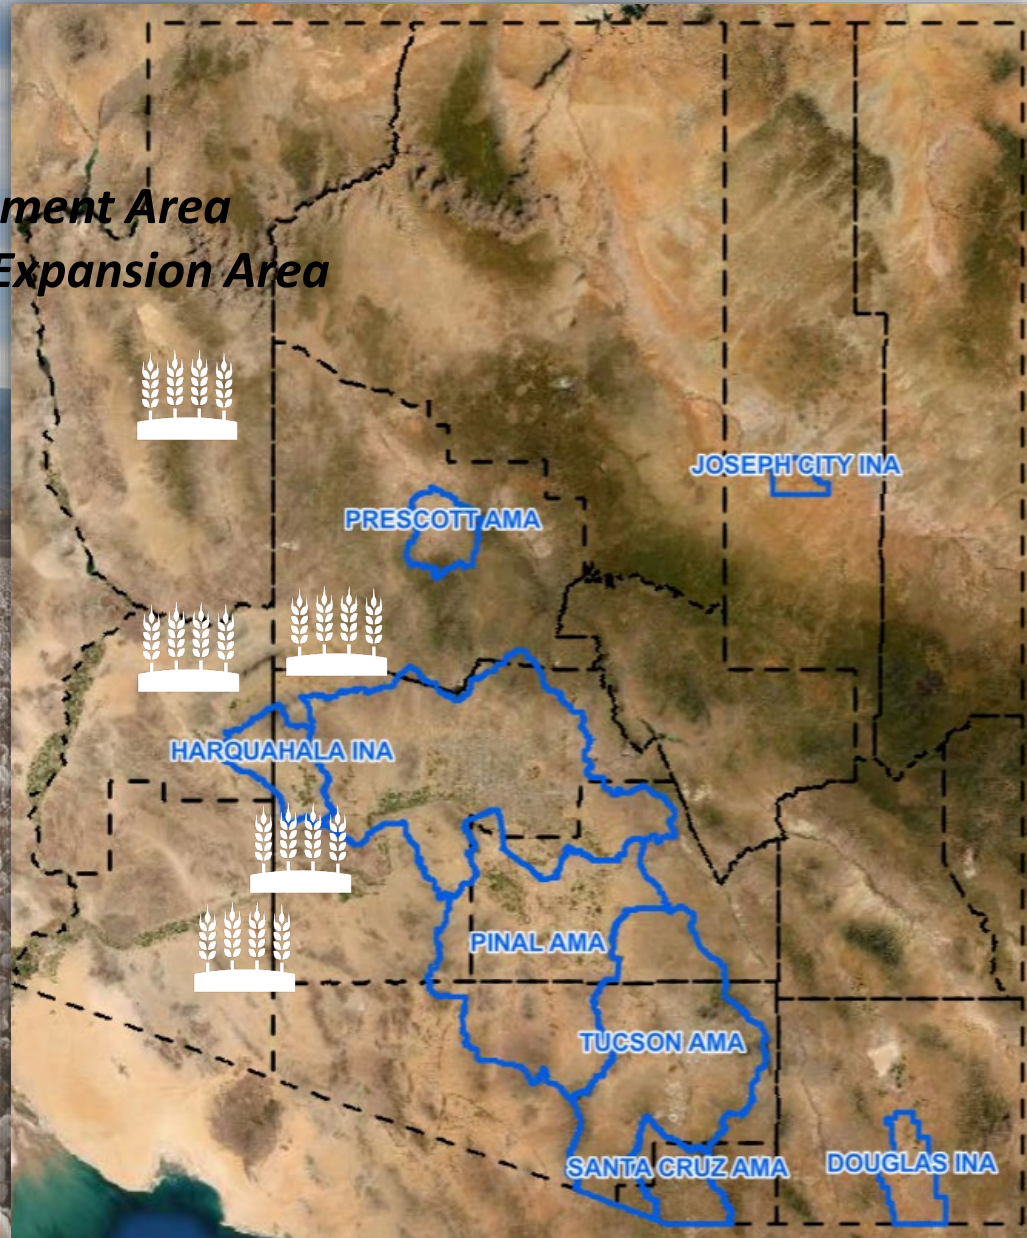 ment Area
Expansion Area
JOSEPH CITY INA
PRESCOTT AMA
HARQUAHALA INA
PINAL AMA
TUCSON AMA
SANTA CRUZ AMA
DOUGLAS INA